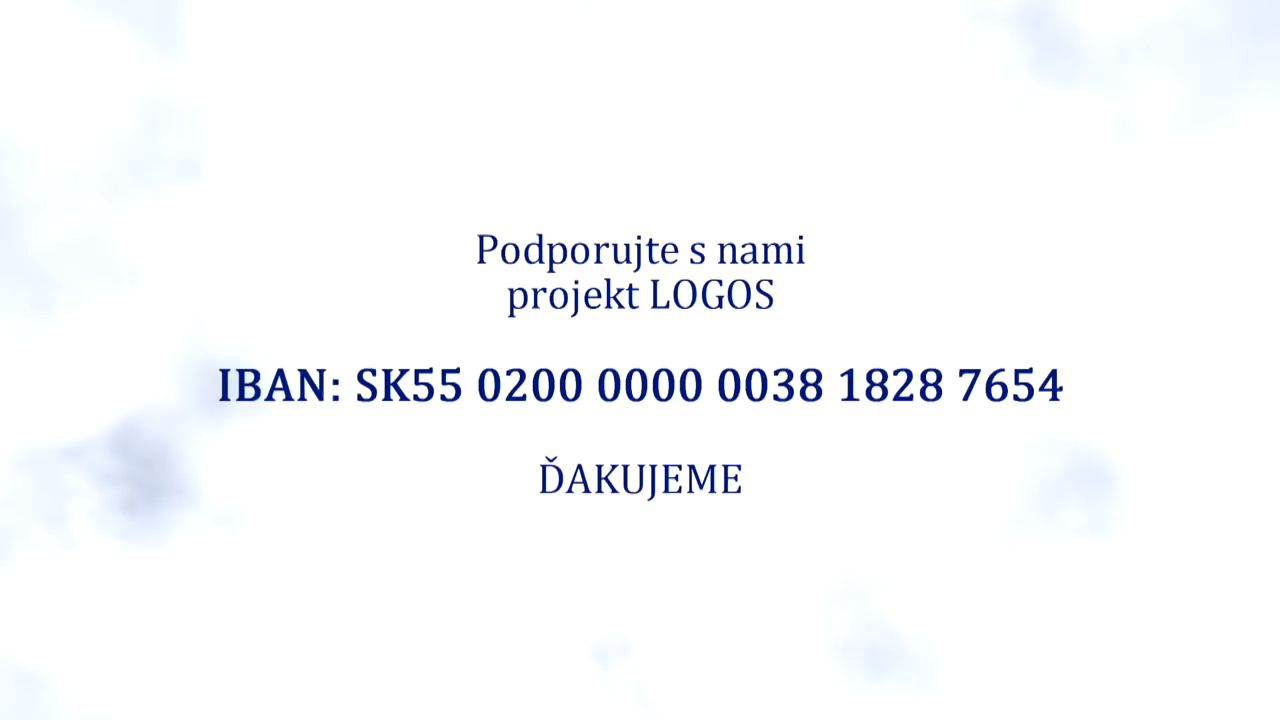 Podporujte s nami
projekt LOGOS
IBAN: SK55 0200 0000 0038 1828 7654
ĎAKUJEME